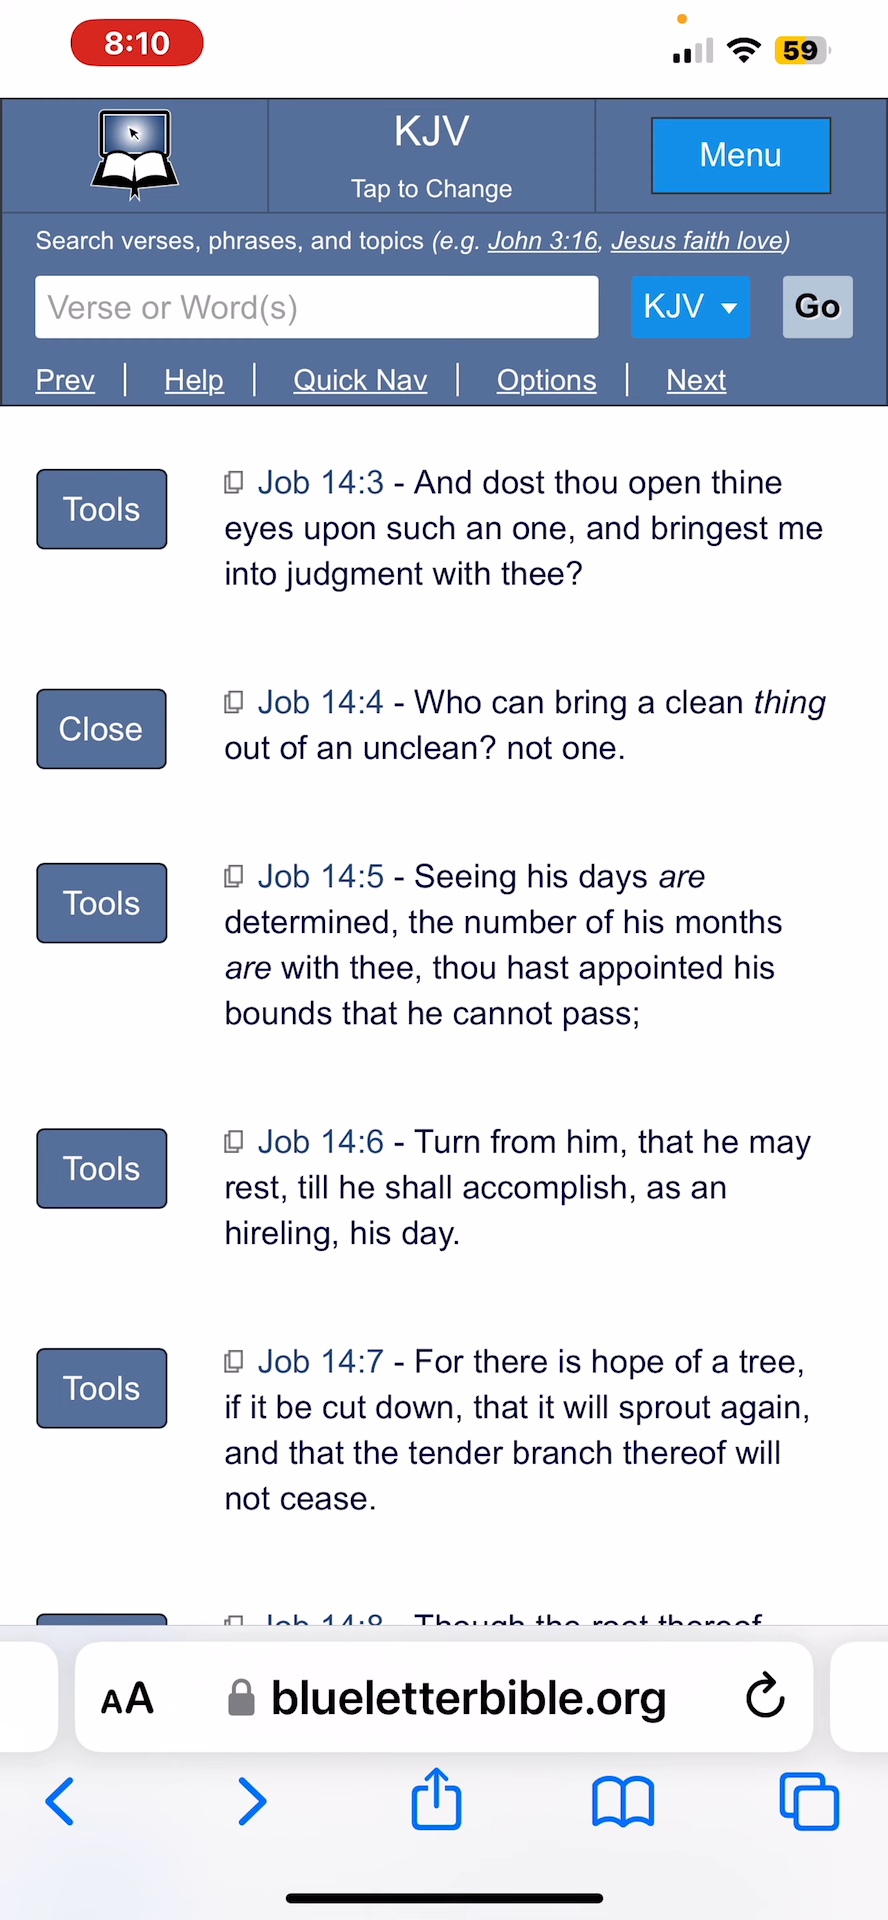 8:10
59
KJV
Tap to Change
Menu
Search verses, phrases, and topics (e.g. John 3:16, Jesus faith love)
Verse or Word(s)
KJV
Go
Prev | Help | Quick Nav | Options | Next
Tools
Job 14:3 - And dost thou open thine
eyes upon such an one, and bringest me
into judgment with thee?
Close
Job 14:4 - Who can bring a clean thing
out of an unclean? not one.
Tools
Job 14:5 - Seeing his days are
determined, the number of his months
are with thee, thou hast appointed his
bounds that he cannot pass;
Tools
Job 14:6 - Turn from him, that he may
rest, till he shall accomplish, as an
hireling, his day.
Tools
Job 14:7 - For there is hope of a tree,
if it be cut down, that it will sprout again,
and that the tender branch thereof will
not cease.
Job 14:8 - Though the root thereof
AA
blueletterbible.org